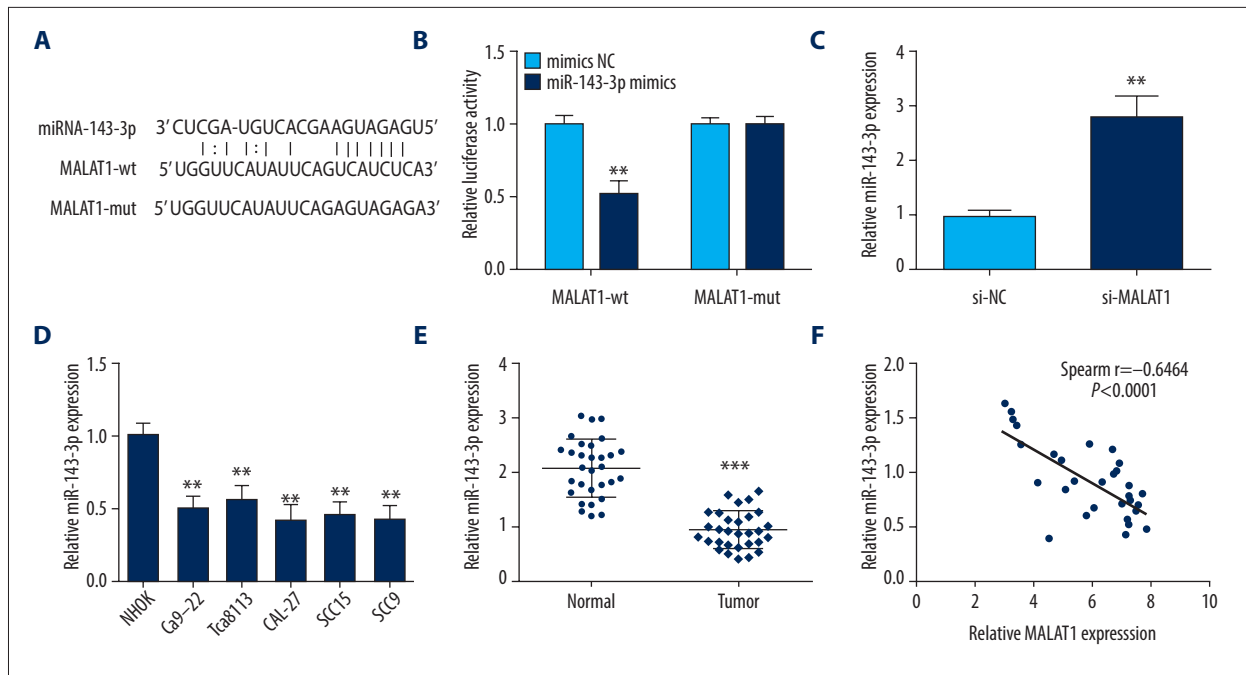 A
miRNA-143-3p 3′CUCGA-UGUCACGAAGUAGAGU5′
MALAT1-wt 5′UGGUUCAUAUUCAGUCAUCUCA3′
MALAT1-mut 5′UGGUUCAUAUUCAGAGUAGAGA3′
B
mimics NC
miR-143-3p mimics
Relative luciferase activity
1.5
1.0
0.5
0.0
**
MALAT1-wt MALAT1-mut
C
Relative miR-143-3p expression
4
3
2
1
0
**
si-NC si-MALAT1
D
Relative miR-143-3p expression
1.5
1.0
0.5
0.0
** ** ** ** **
NHOK Ca9–22 Tca8113 CAL-27 SCC15 SCC9
E
Relative miR-143-3p expression
4
3
2
1
0
***
Normal Tumor
F
Relative miR-143-3p expression
2.0
1.5
1.0
0.5
0.0
Spearm r=–0.6464
P<0.0001
0 2 4 6 8 10
Relative MALAT1 expresssion